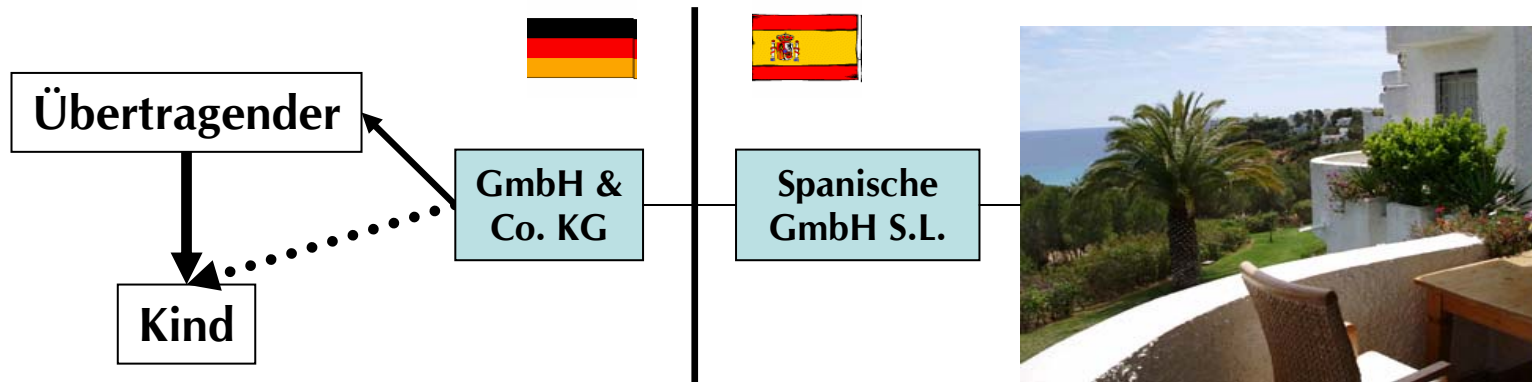 Übertragender
GmbH &
Co. KG
Spanische
GmbH S.L.
Kind